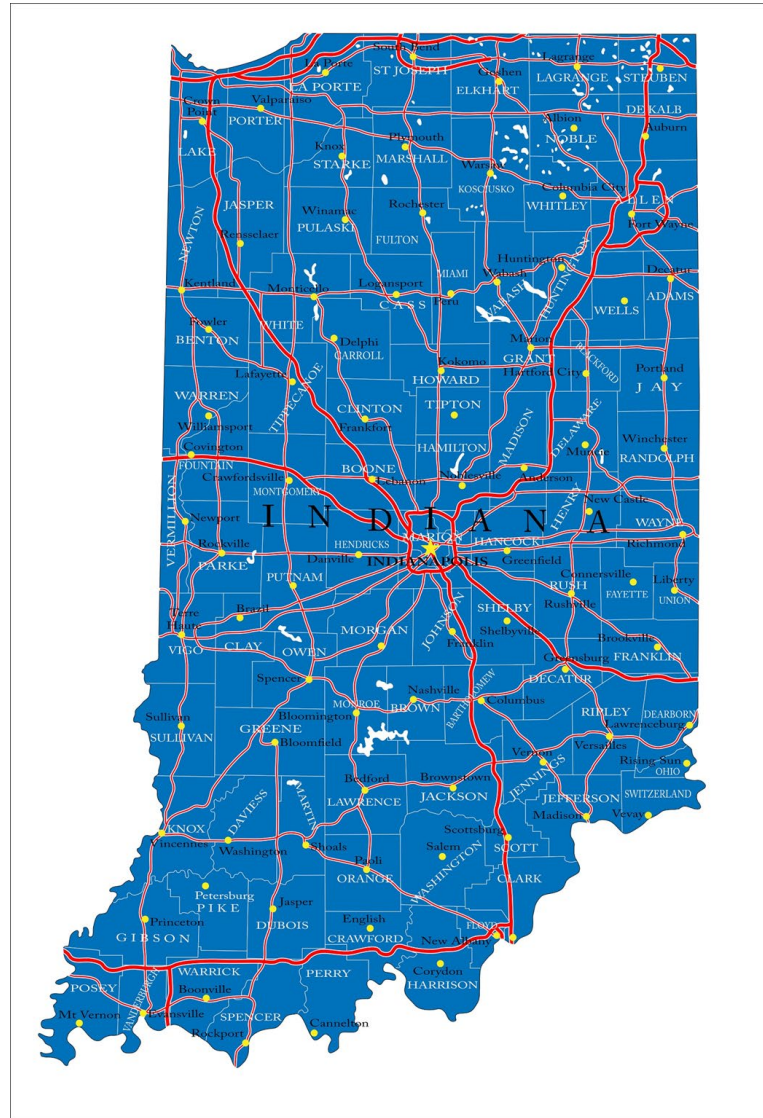 South Bend
Lagrange
La Porte
ST JOSEPH
Goshen
LAGRANGE
STEUBEN
LA PORTE
ELKHART
Crown
Point
Valparaiso
PORTER
DE KALB
Albion
NOBLE
Auburn
LAKE
Knox
STARKE
Plymouth
MARSHALL
Warsaw
KOSCIUSKO
Columbia City
WHITLEY
ALLEN
JASPER
Winamac
PULASKI
Rochester
Fort Wayne
NEWTON
Rensselaer
FULTON
HUNTINGTON
Huntington
MIAMI
Wabash
Decatur
ADAMS
Kentland
Monticello
Logansport
CASS
Peru
WABASH
WELLS
Fowler
BENTON
WHITE
Delphi
CARROLL
Marion
GRANT
BLACKFORD
Lafayette
Kokomo
HOWARD
Hartford City
Portland
JAY
WARREN
Williamsport
TIPPECANOE
CLINTON
Frankfort
TIPTON
MADISON
DELAWARE
Covington
FOUNTAIN
HAMILTON
Muncie
Winchester
RANDOLPH
Crawfordsville
MONTGOMERY
BOONE
Lebanon
Noblesville
Anderson
VERMILLION
Newport
INDIANA
HENRY
New Castle
WAYNE
Richmond
Rockville
PARKE
HENDRICKS
Danville
MARION
INDIANAPOLIS
HANCOCK
Greenfield
PUTNAM
RUSH
Rushville
Connersville
FAYETTE
Liberty
UNION
Terre
Haute
VIGO
Brazil
CLAY
OWEN
MORGAN
JOHNSON
Franklin
SHELBY
Shelbyville
Brookville
FRANKLIN
Greensburg
DECATUR
Spencer
MONROE
Bloomington
Nashville
BROWN
BARTHOLOMEW
Columbus
RIPLEY
Versailles
DEARBORN
Lawrenceburg
Sullivan
SULLIVAN
GREENE
Bloomfield
Vernon
JENNINGS
Rising Sun
OHIO
Bedford
LAWRENCE
Brownstown
JACKSON
JEFFERSON
Madison
SWITZERLAND
Vevay
DAVIESS
MARTIN
KNOX
Vincennes
Washington
Shoals
Scottsburg
SCOTT
Salem
WASHINGTON
Paoli
ORANGE
CLARK
Petersburg
PIKE
Jasper
DUBOIS
Princeton
GIBSON
English
CRAWFORD
FLOYD
New Albany
Corydon
HARRISON
WARRICK
PERRY
POSEY
VANDERBURGH
Boonville
Mt Vernon
Evansville
SPENCER
Rockport
Cannelton